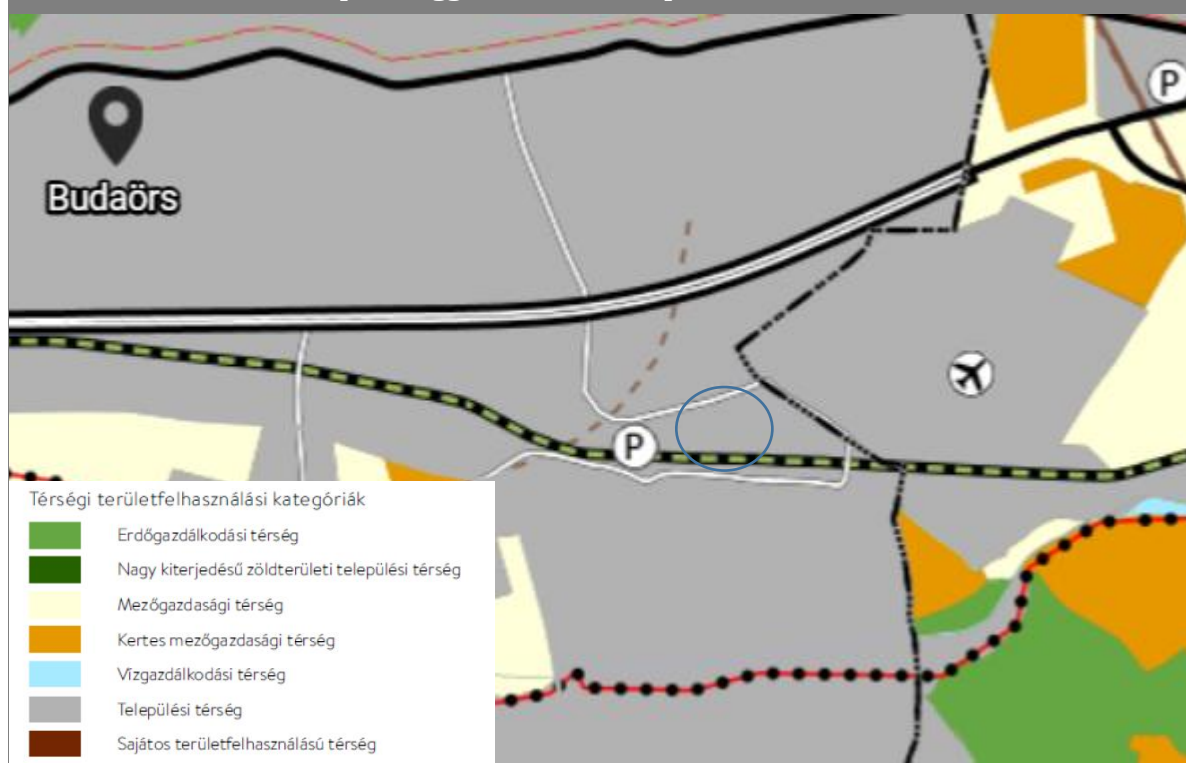 P
Budaörs
P
Térségi területfelhasználási kategóriák
Erdőgazdálkodási térség
Nagy kiterjedésű zöldterületi települési térség
Mezőgazdasági térség
Kertes mezőgazdasági térség
Vízgazdálkodási térség
Települési térség
Sajátos területfelhasználású térség